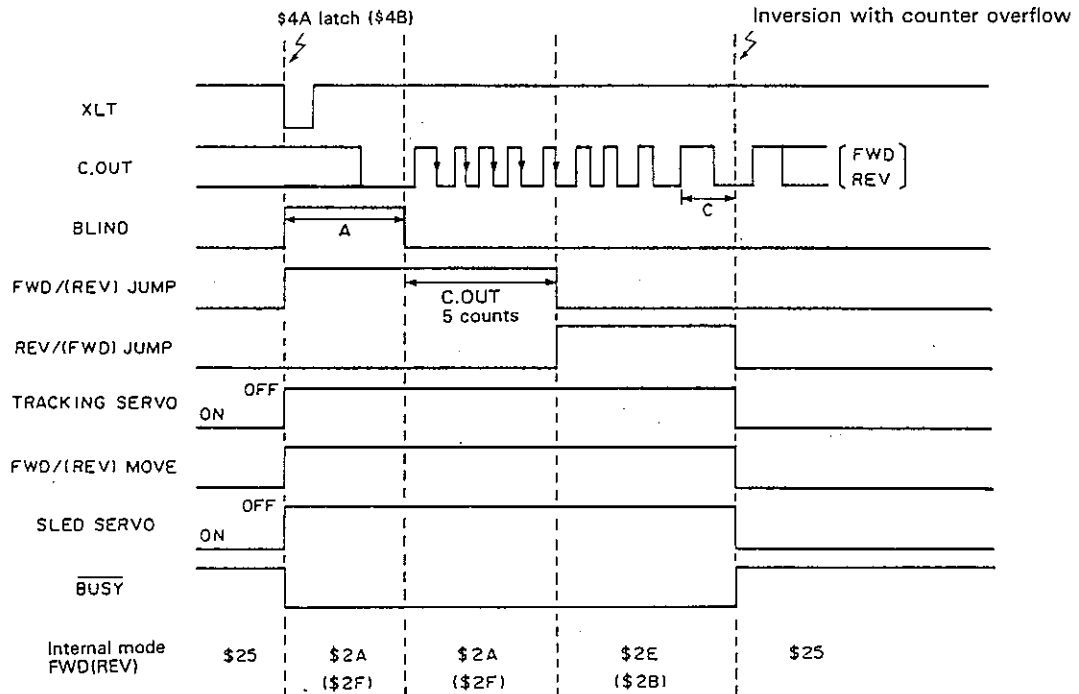 $4A latch ($4B)
Inversion with counter overflow
XLT
C.OUT
FWD
REV
BLIND
A
C
FWD/(REV) JUMP
C.OUT
5 counts
REV/(FWD) JUMP
OFF
TRACKING SERVO
ON
FWD/(REV) MOVE
OFF
SLED SERVO
ON
BUSY
Internal mode
FWD(REV)
$25
$2A
($2F)
$2A
($2F)
$2E
($2B)
$25